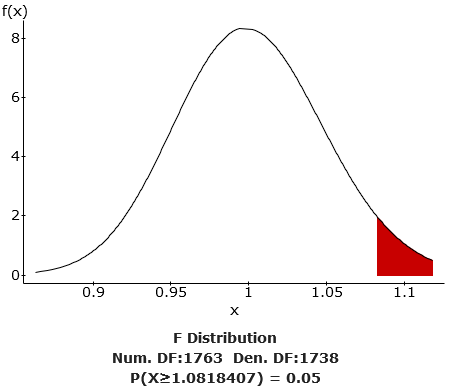 f(x)
8
6
4
2
0
0.9 0.95 1 1.05 1.1
x
F Distribution
Num. DF:1763 Den. DF:1738
P(X≥1.0818407) = 0.05